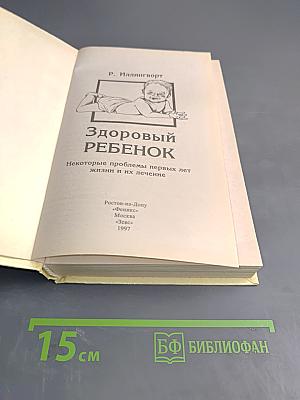 Р. Иллингворт
Здоровый
РЕБЕНОК
Некоторые проблемы первых лет
жизни и их лечение
Ростов-на-Дону
«Феникс»
Москва
«Зевс»
1997
15 см
БФ БИБЛИОФАН